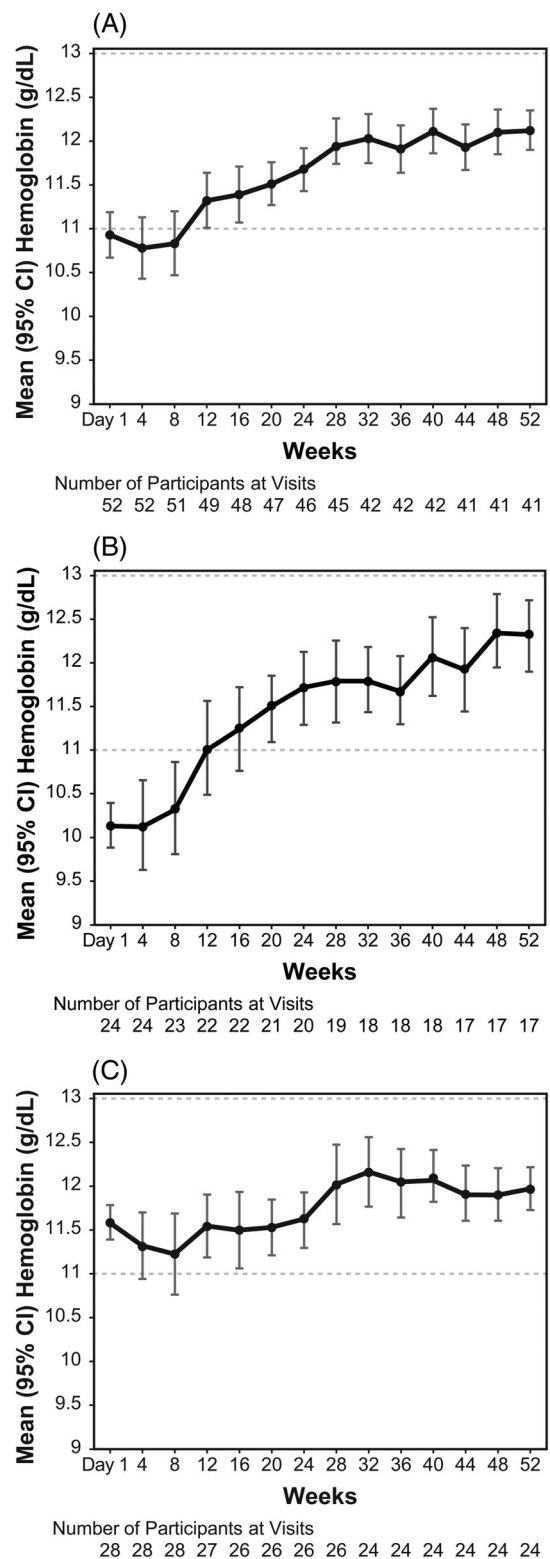 (A)
Mean (95% CI) Hemoglobin (g/dL)
13
12.5
12
11.5
11
10.5
10
9.5
9
Day 1 4 8 12 16 20 24 28 32 36 40 44 48 52
Weeks
Number of Participants at Visits
52 52 51 49 48 47 46 45 42 42 42 41 41 41
(B)
Mean (95% CI) Hemoglobin (g/dL)
13
12.5
12
11.5
11
10.5
10
9.5
9
Day 1 4 8 12 16 20 24 28 32 36 40 44 48 52
Weeks
Number of Participants at Visits
24 24 23 22 22 21 20 19 18 18 18 17 17 17
(C)
Mean (95% CI) Hemoglobin (g/dL)
13
12.5
12
11.5
11
10.5
10
9.5
9
Day 1 4 8 12 16 20 24 28 32 36 40 44 48 52
Weeks
Number of Participants at Visits
28 28 28 27 26 26 26 26 24 24 24 24 24 24